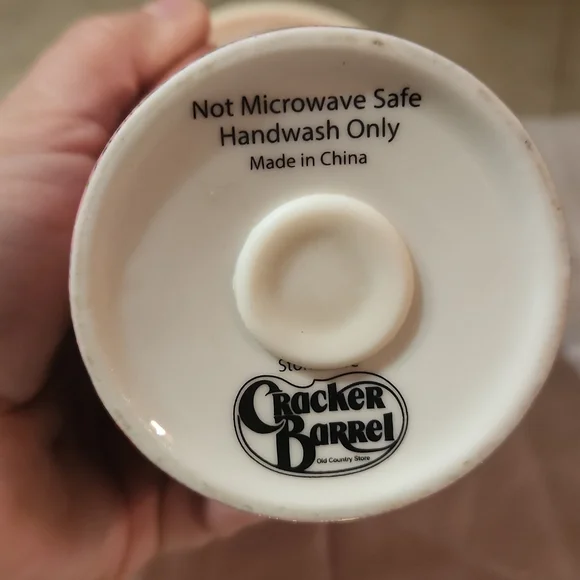 Not Microwave Safe
Handwash Only
Made in China
Cracker
Barrel
Old Country Store